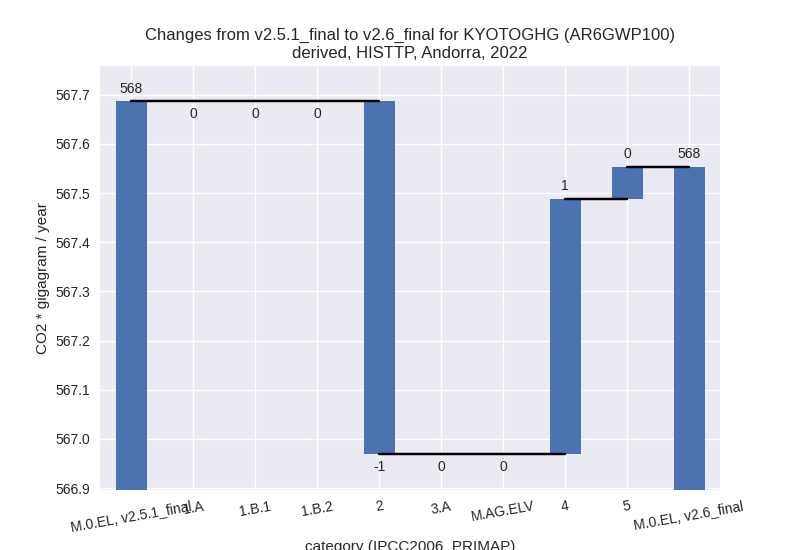 Changes from v2.5.1_final to v2.6_final for KYOTOGHG (AR6GWP100)
derived, HISTTP, Andorra, 2022
CO2 * gigagram / year
567.7
567.6
567.5
567.4
567.3
567.2
567.1
567.0
566.9
568
0
0
0
-1
0
0
1
0
568
M.0.EL, v2.5.1_final
1.A
1.B.1
1.B.2
2
3.A
M.AG.ELV
4
5
M.0.EL, v2.6_final
category (IPCC2006_PRIMAP)